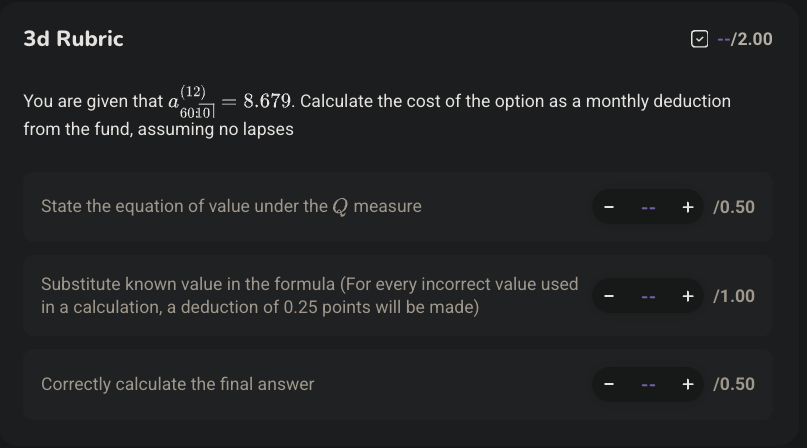 3d Rubric
--/2.00
You are given that a^{(12)}_{60:\overline{10|}} = 8.679. Calculate the cost of the option as a monthly deduction
from the fund, assuming no lapses
State the equation of value under the Q measure
− -- + /0.50
Substitute known value in the formula (For every incorrect value used
in a calculation, a deduction of 0.25 points will be made)
− -- + /1.00
Correctly calculate the final answer
− -- + /0.50